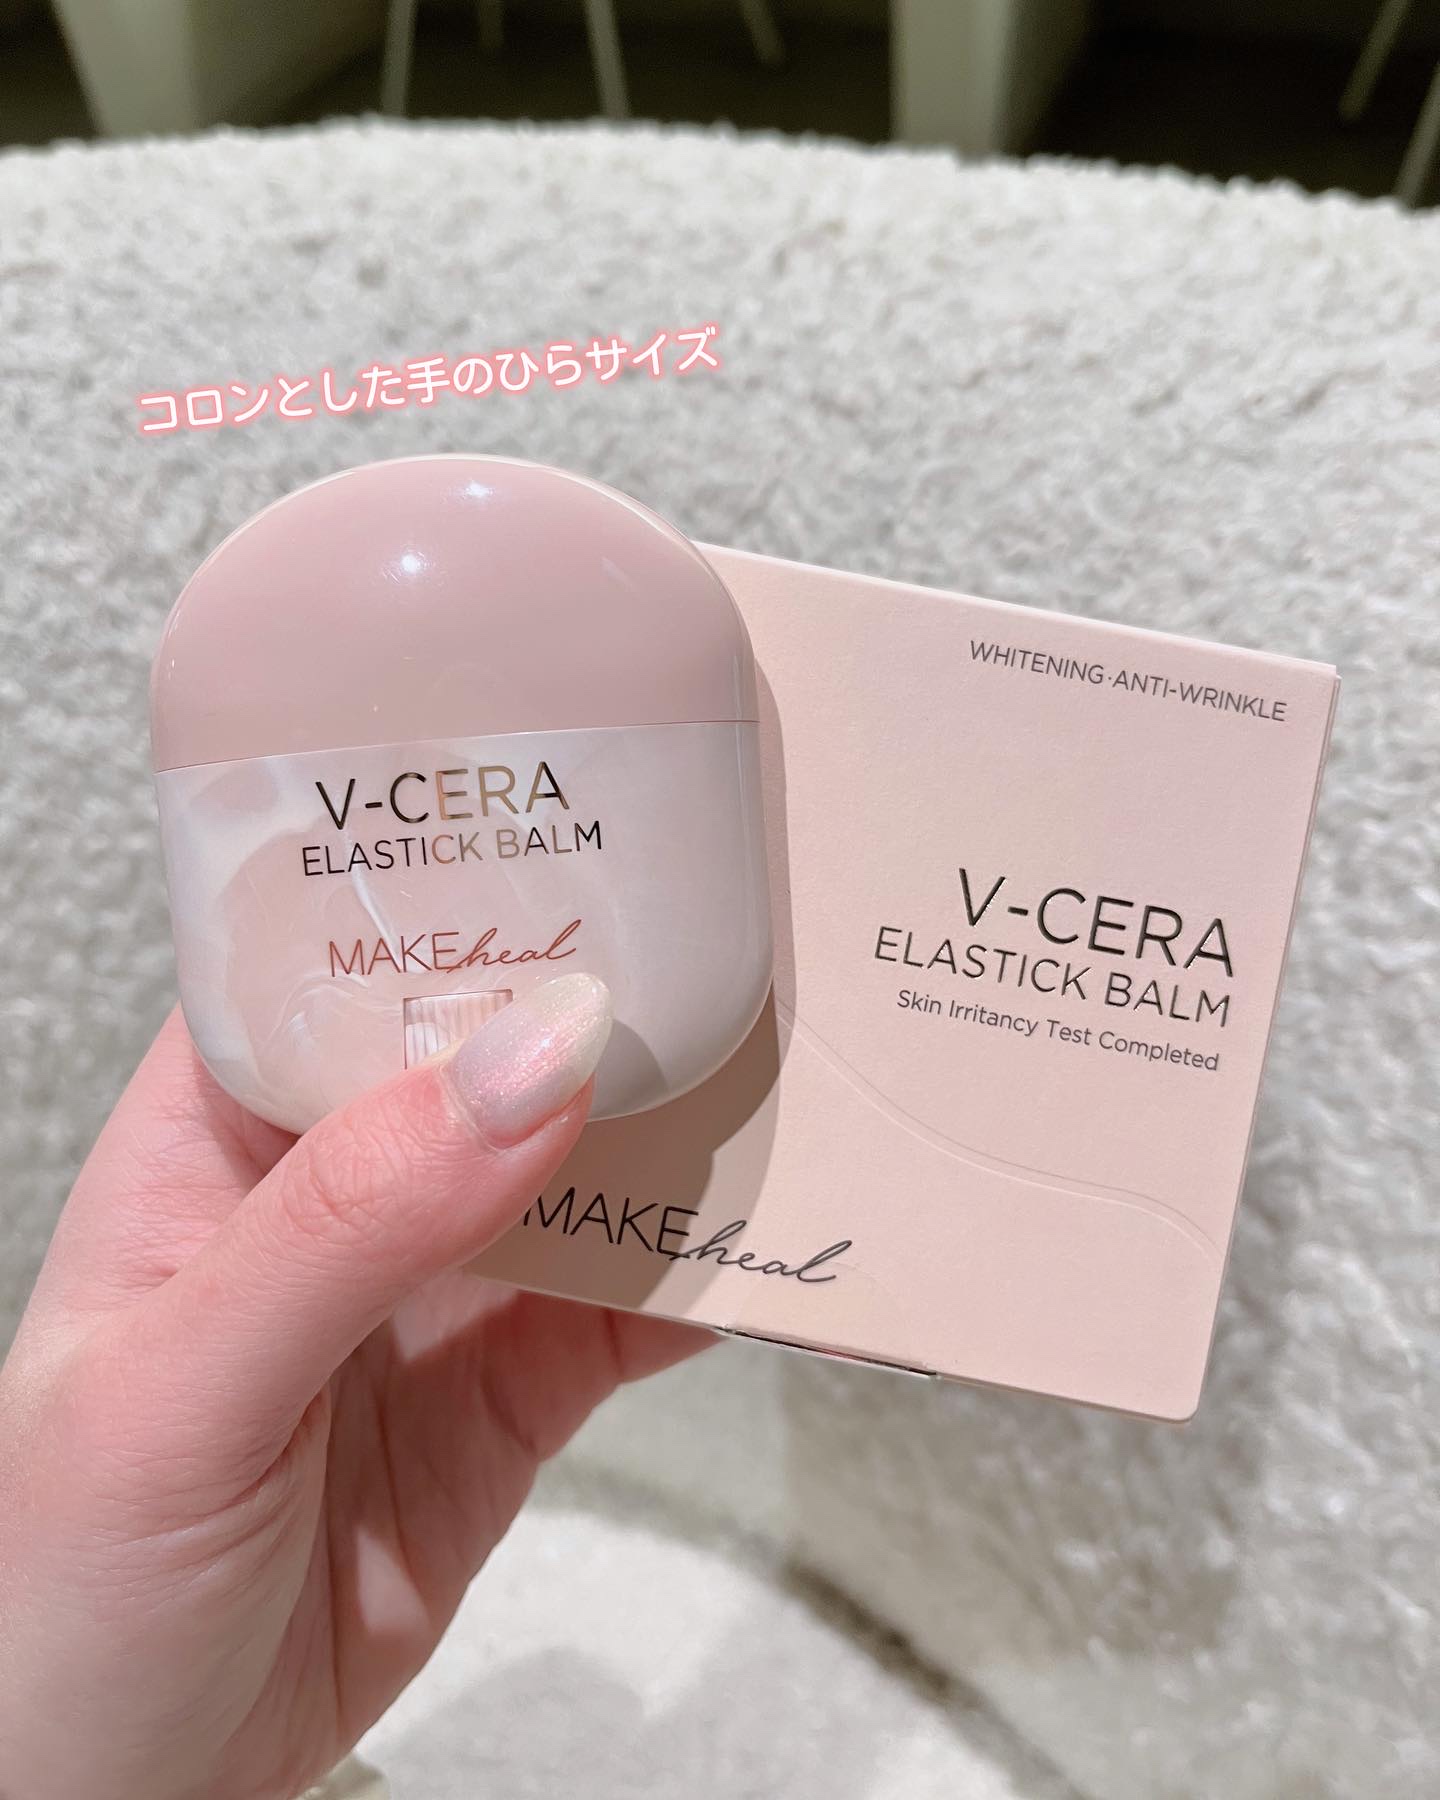 コロンとした手のひらサイズ
V-CERA
ELASTICK BALM
MAKEheal
WHITENING·ANTI-WRINKLE
V-CERA
ELASTICK BALM
Skin Irritancy Test Completed
MAKEheal